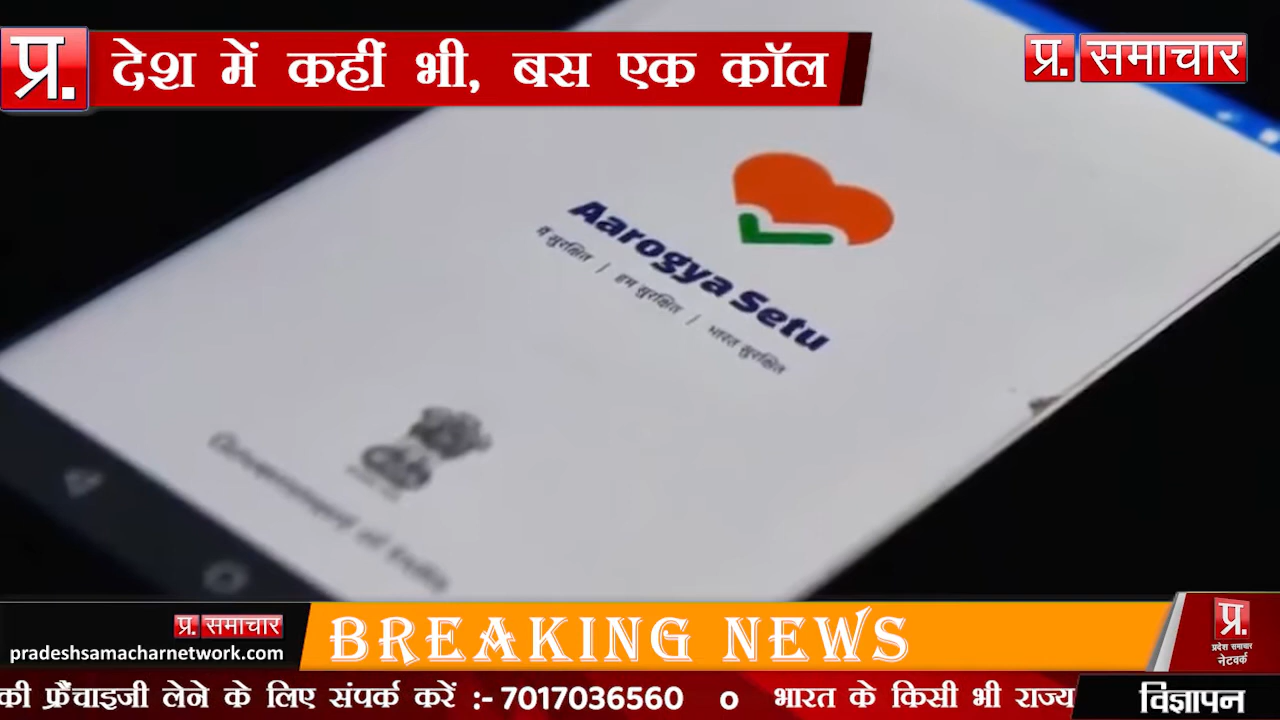 प्र. देश में कहीं भी, बस एक कॉल
प्र. समाचार
Aarogya Setu
सुरक्षित | हम सुरक्षित | भारत सुरक्षित
प्र. समाचार
pradeshsamacharnetwork.com
BREAKING NEWS
प्र.
प्रदेश समाचार
नेटवर्क
की फ्रैंचाइजी लेने के लिए संपर्क करें :- 7017036560 o भारत के किसी भी राज्य
विज्ञापन